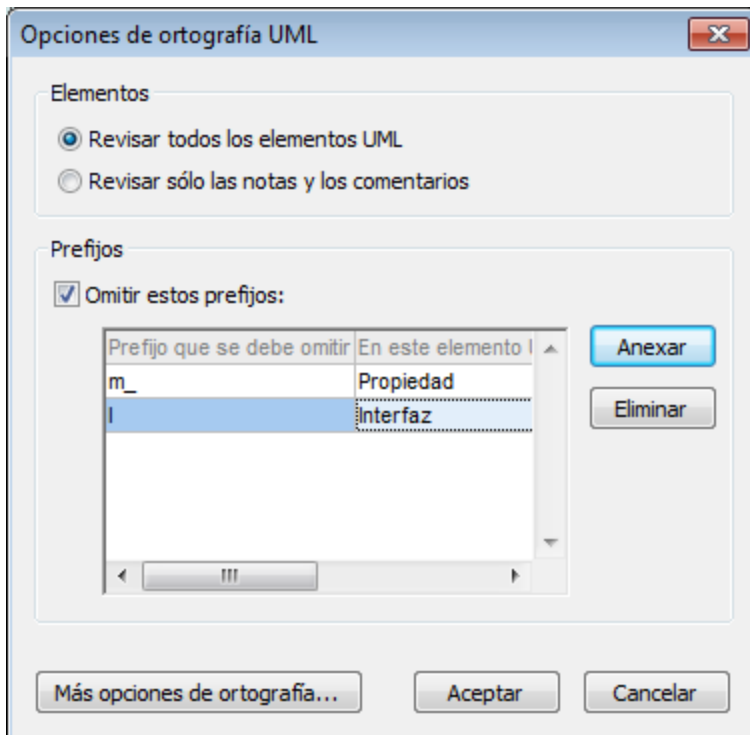 Opciones de ortografía UML
Elementos
Revisar todos los elementos UML
Revisar sólo las notas y los comentarios
Prefijos
Omitir estos prefijos:
Prefijo que se debe omitir En este elemento
m_ Propiedad
I Interfaz
Anexar
Eliminar
Más opciones de ortografía... Aceptar Cancelar